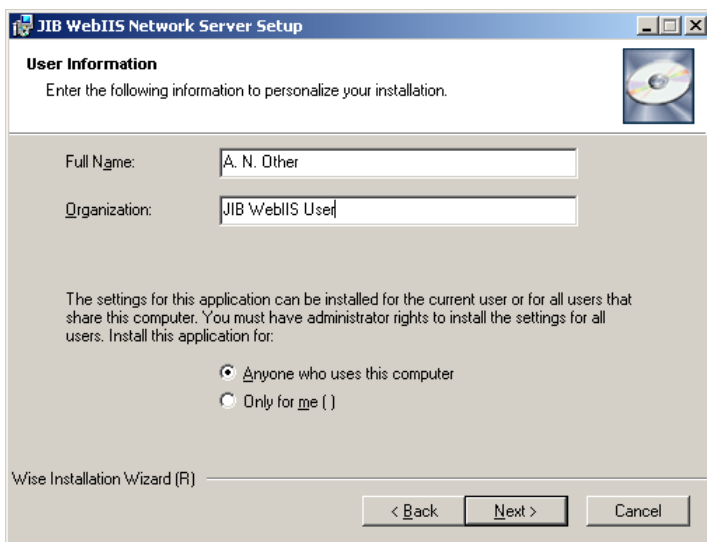 JIB WebIIS Network Server Setup
User Information
Enter the following information to personalize your installation.
Full Name:
A. N. Other
Organization:
JIB WebIIS User
The settings for this application can be installed for the current user or for all users that
share this computer. You must have administrator rights to install the settings for all
users. Install this application for:
Anyone who uses this computer
Only for me ( )
Wise Installation Wizard (R)
< Back
Next >
Cancel